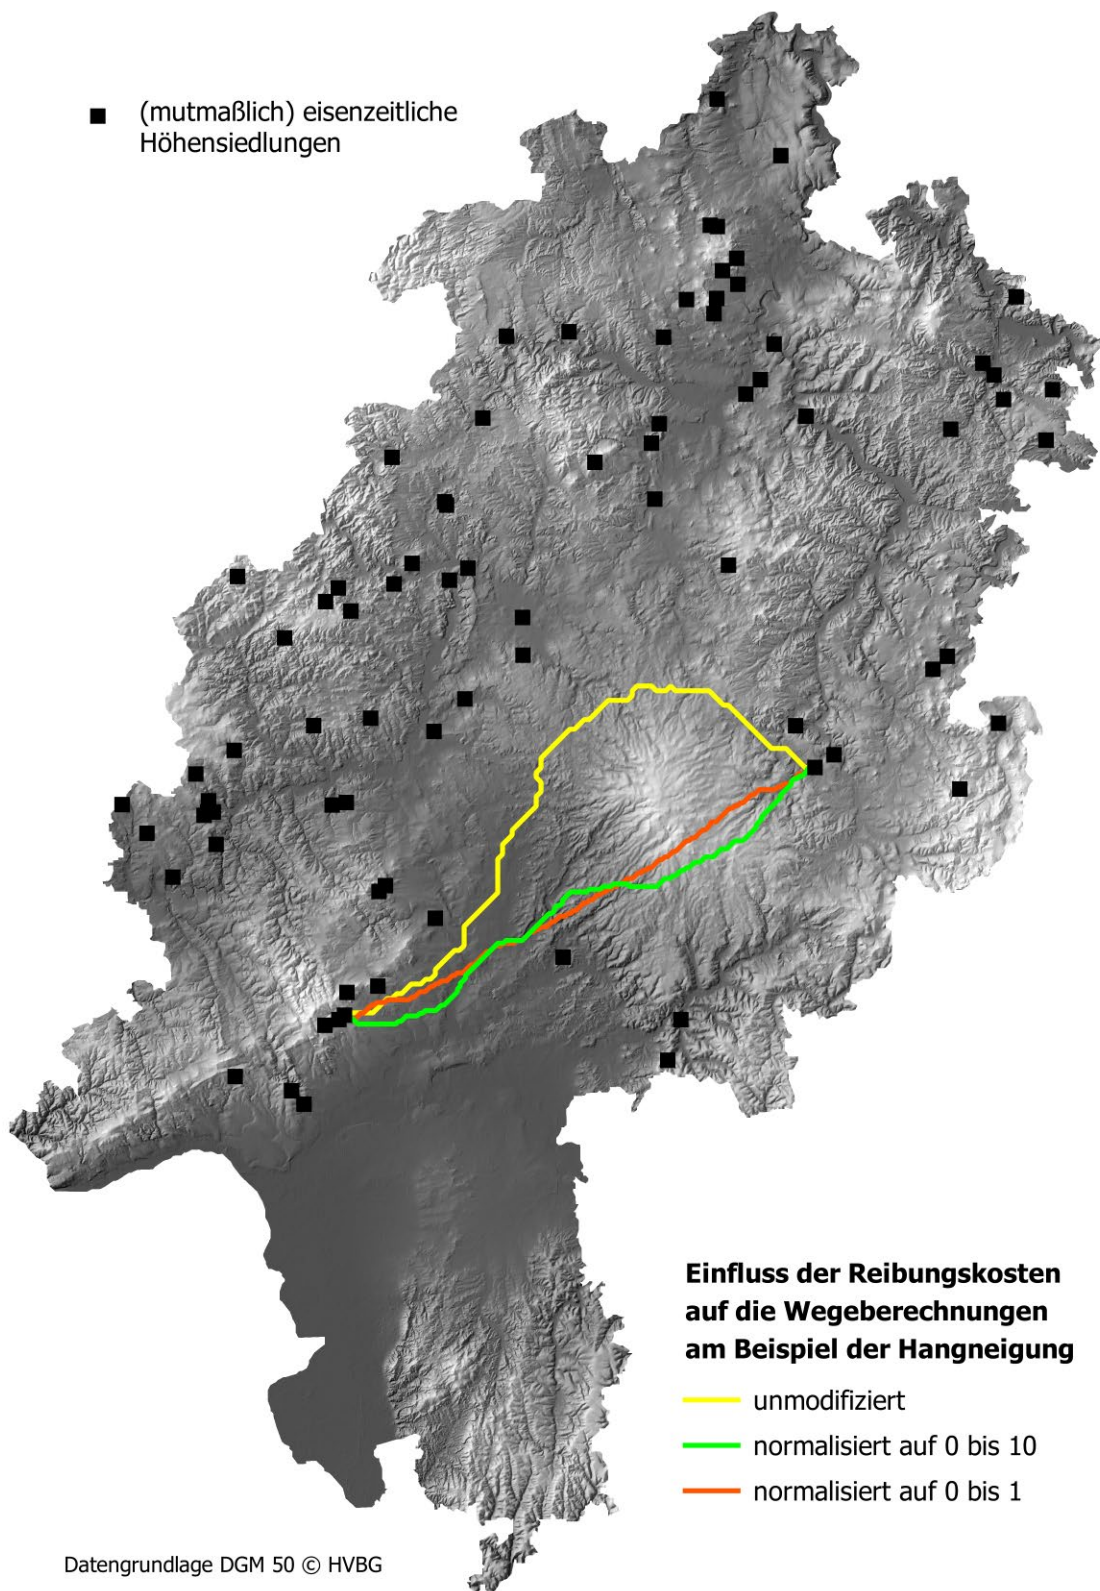 (mutmaßlich) eisenzeitliche
Höhensiedlungen
Einfluss der Reibungskosten
auf die Wegeberechnungen
am Beispiel der Hangneigung
unmodifiziert
normalisiert auf 0 bis 10
normalisiert auf 0 bis 1
Datengrundlage DGM 50 © HVBG